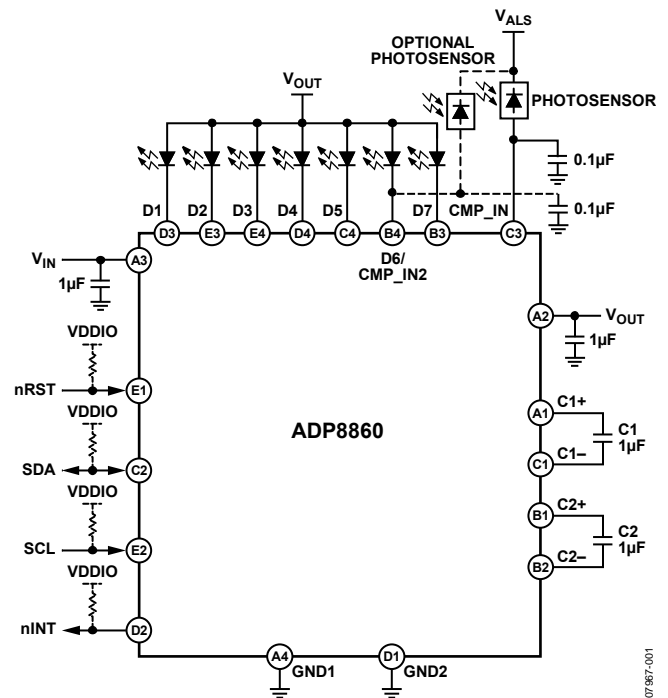 VALS
OPTIONAL
PHOTOSENSOR
VOUT
PHOTOSENSOR
0.1µF
0.1µF
D1 D2 D3 D4 D5 D7 CMP_IN
D3 E3 E4 D4 C4 B4 B3 C3
D6/
CMP_IN2
VIN
A3
1µF
A2
VOUT
1µF
VDDIO
nRST
E1
VDDIO
SDA
C2
VDDIO
SCL
E2
VDDIO
nINT
D2
ADP8860
A1
C1+
C1
1µF
C1
C1–
B1
C2+
C2
1µF
B2
C2–
A4
GND1
D1
GND2
07967-001